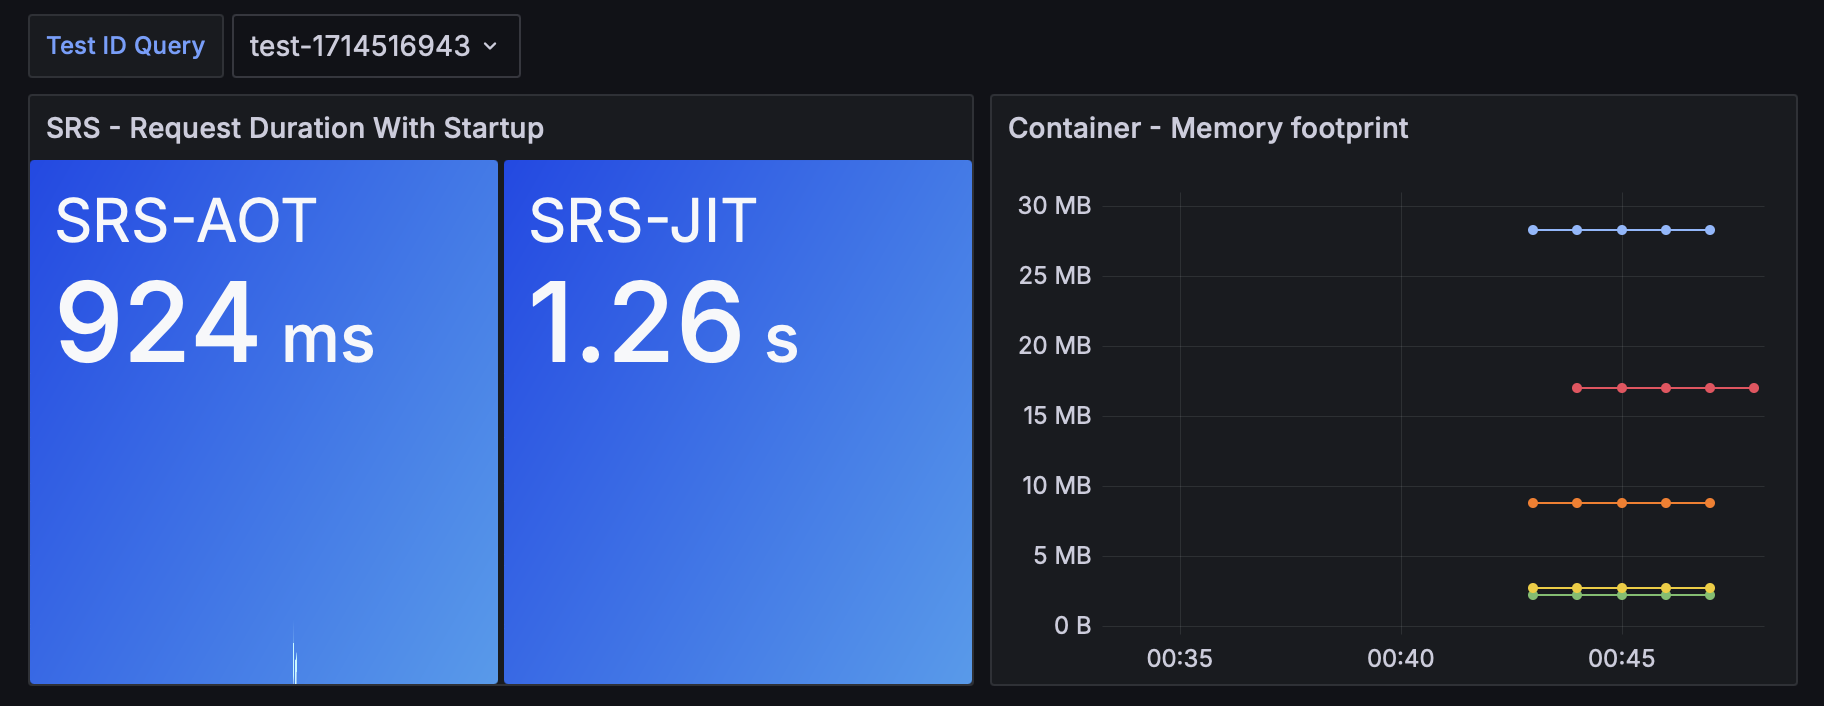 Test ID Query
test-1714516943
SRS - Request Duration With Startup
SRS-AOT
924 ms
SRS-JIT
1.26 s
Container - Memory footprint
30 MB
25 MB
20 MB
15 MB
10 MB
5 MB
0 B
00:35
00:40
00:45